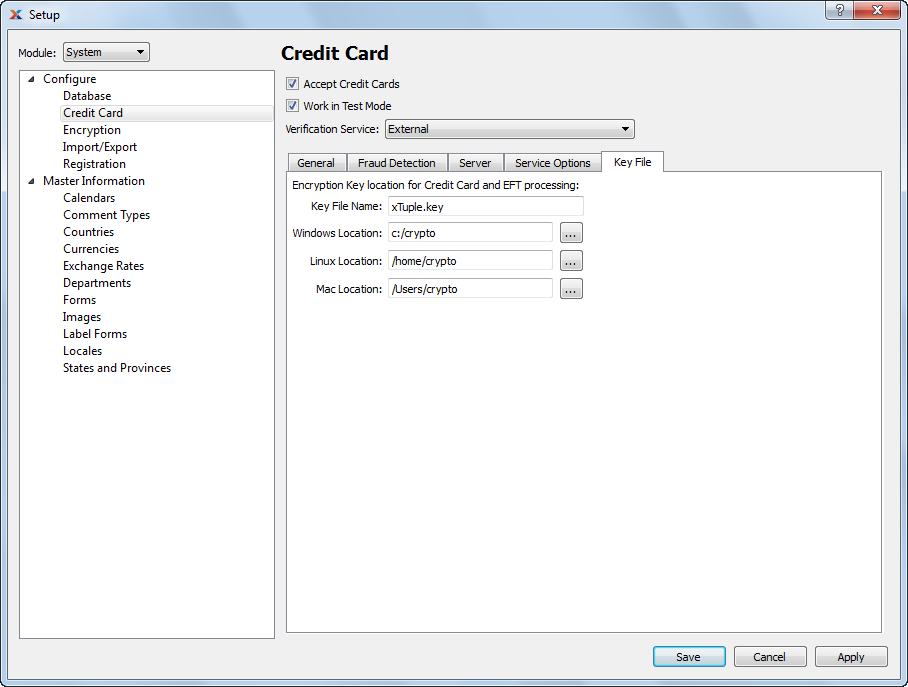 Setup
Module: System
Configure
Database
Credit Card
Encryption
Import/Export
Registration
Master Information
Calendars
Comment Types
Countries
Currencies
Exchange Rates
Departments
Forms
Images
Label Forms
Locales
States and Provinces
Credit Card
Accept Credit Cards
Work in Test Mode
Verification Service: External
General Fraud Detection Server Service Options Key File
Encryption Key location for Credit Card and EFT processing:
Key File Name: xTuple.key
Windows Location: c:/crypto ...
Linux Location: /home/crypto ...
Mac Location: /Users/crypto ...
Save Cancel Apply